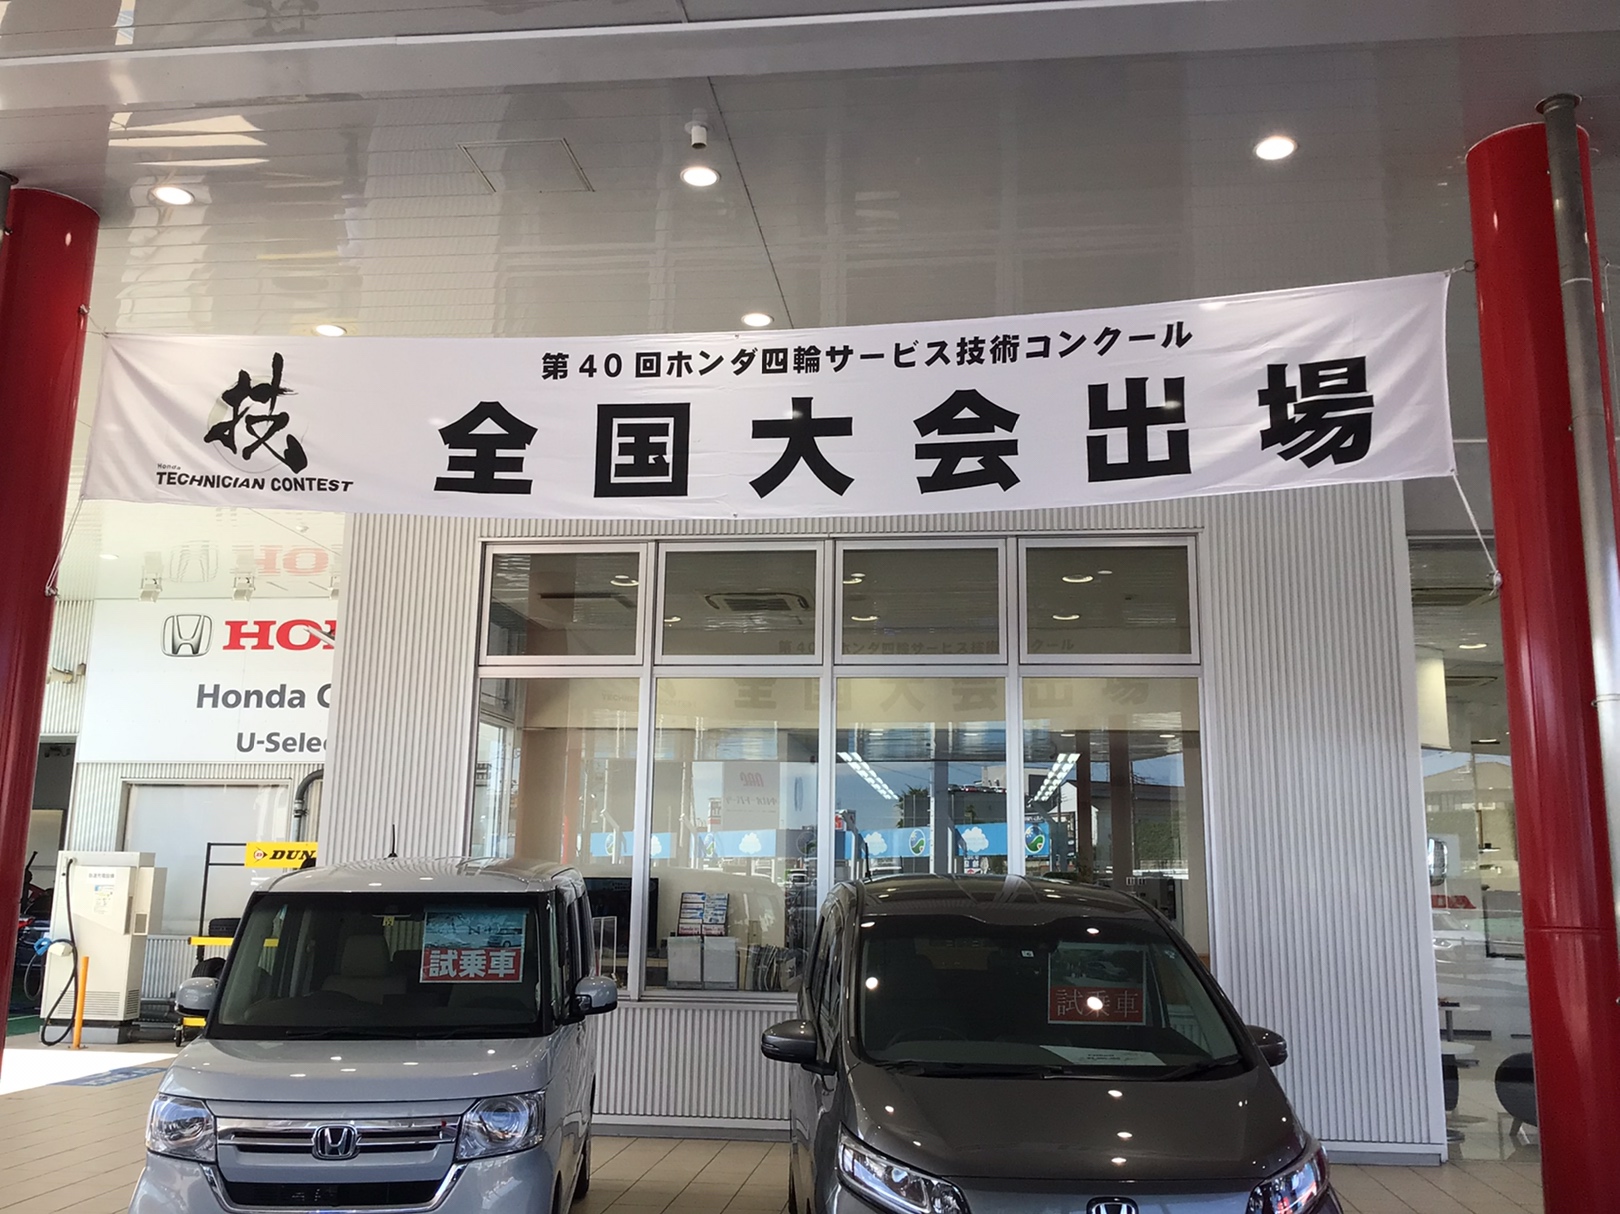 第40回ホンダ四輪サービス技術コンクール
技
Honda
TECHNICIAN CONTEST
全国大会出場
HON
Honda C
U-Selec
DUN
試乗車
試乗車